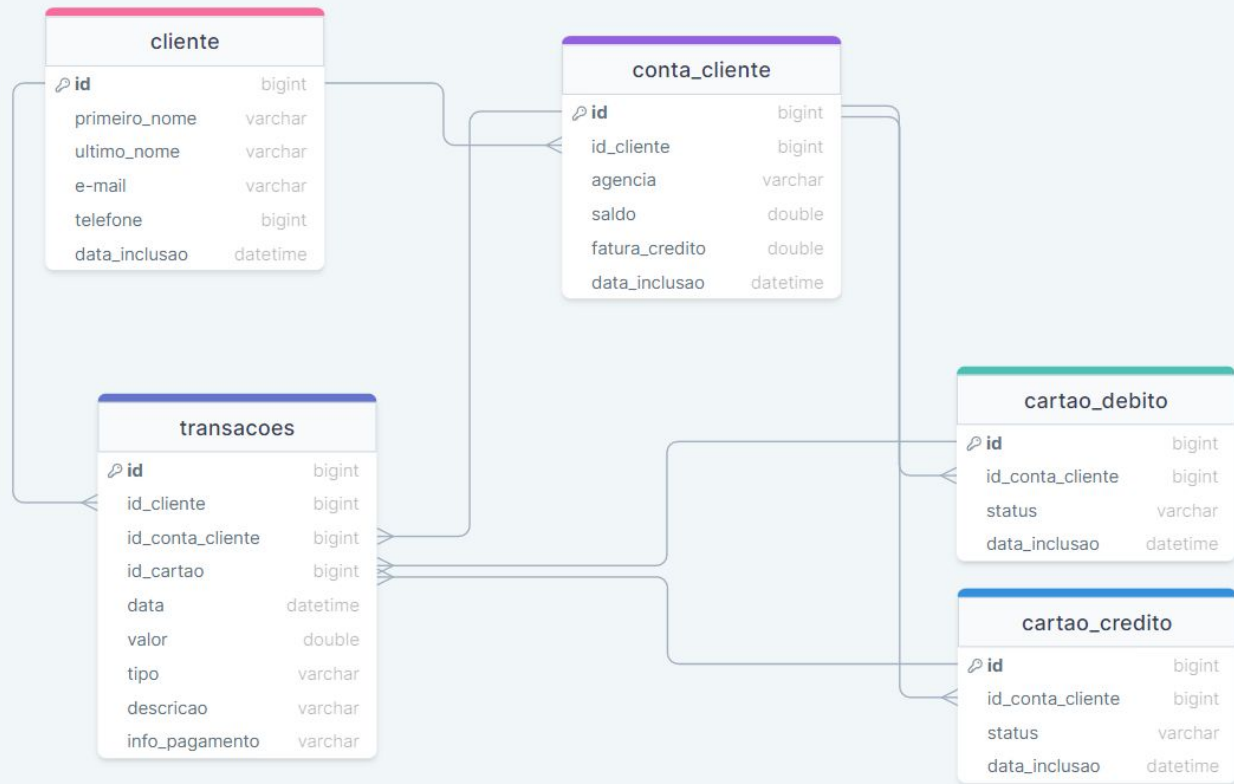 cliente
id bigint
primeiro_nome varchar
ultimo_nome varchar
e-mail varchar
telefone bigint
data_inclusao datetime
conta_cliente
id bigint
id_cliente bigint
agencia varchar
saldo double
fatura_credito double
data_inclusao datetime
transacoes
id bigint
id_cliente bigint
id_conta_cliente bigint
id_cartao bigint
data datetime
valor double
tipo varchar
descricao varchar
info_pagamento varchar
cartao_debito
id bigint
id_conta_cliente bigint
status varchar
data_inclusao datetime
cartao_credito
id bigint
id_conta_cliente bigint
status varchar
data_inclusao datetime